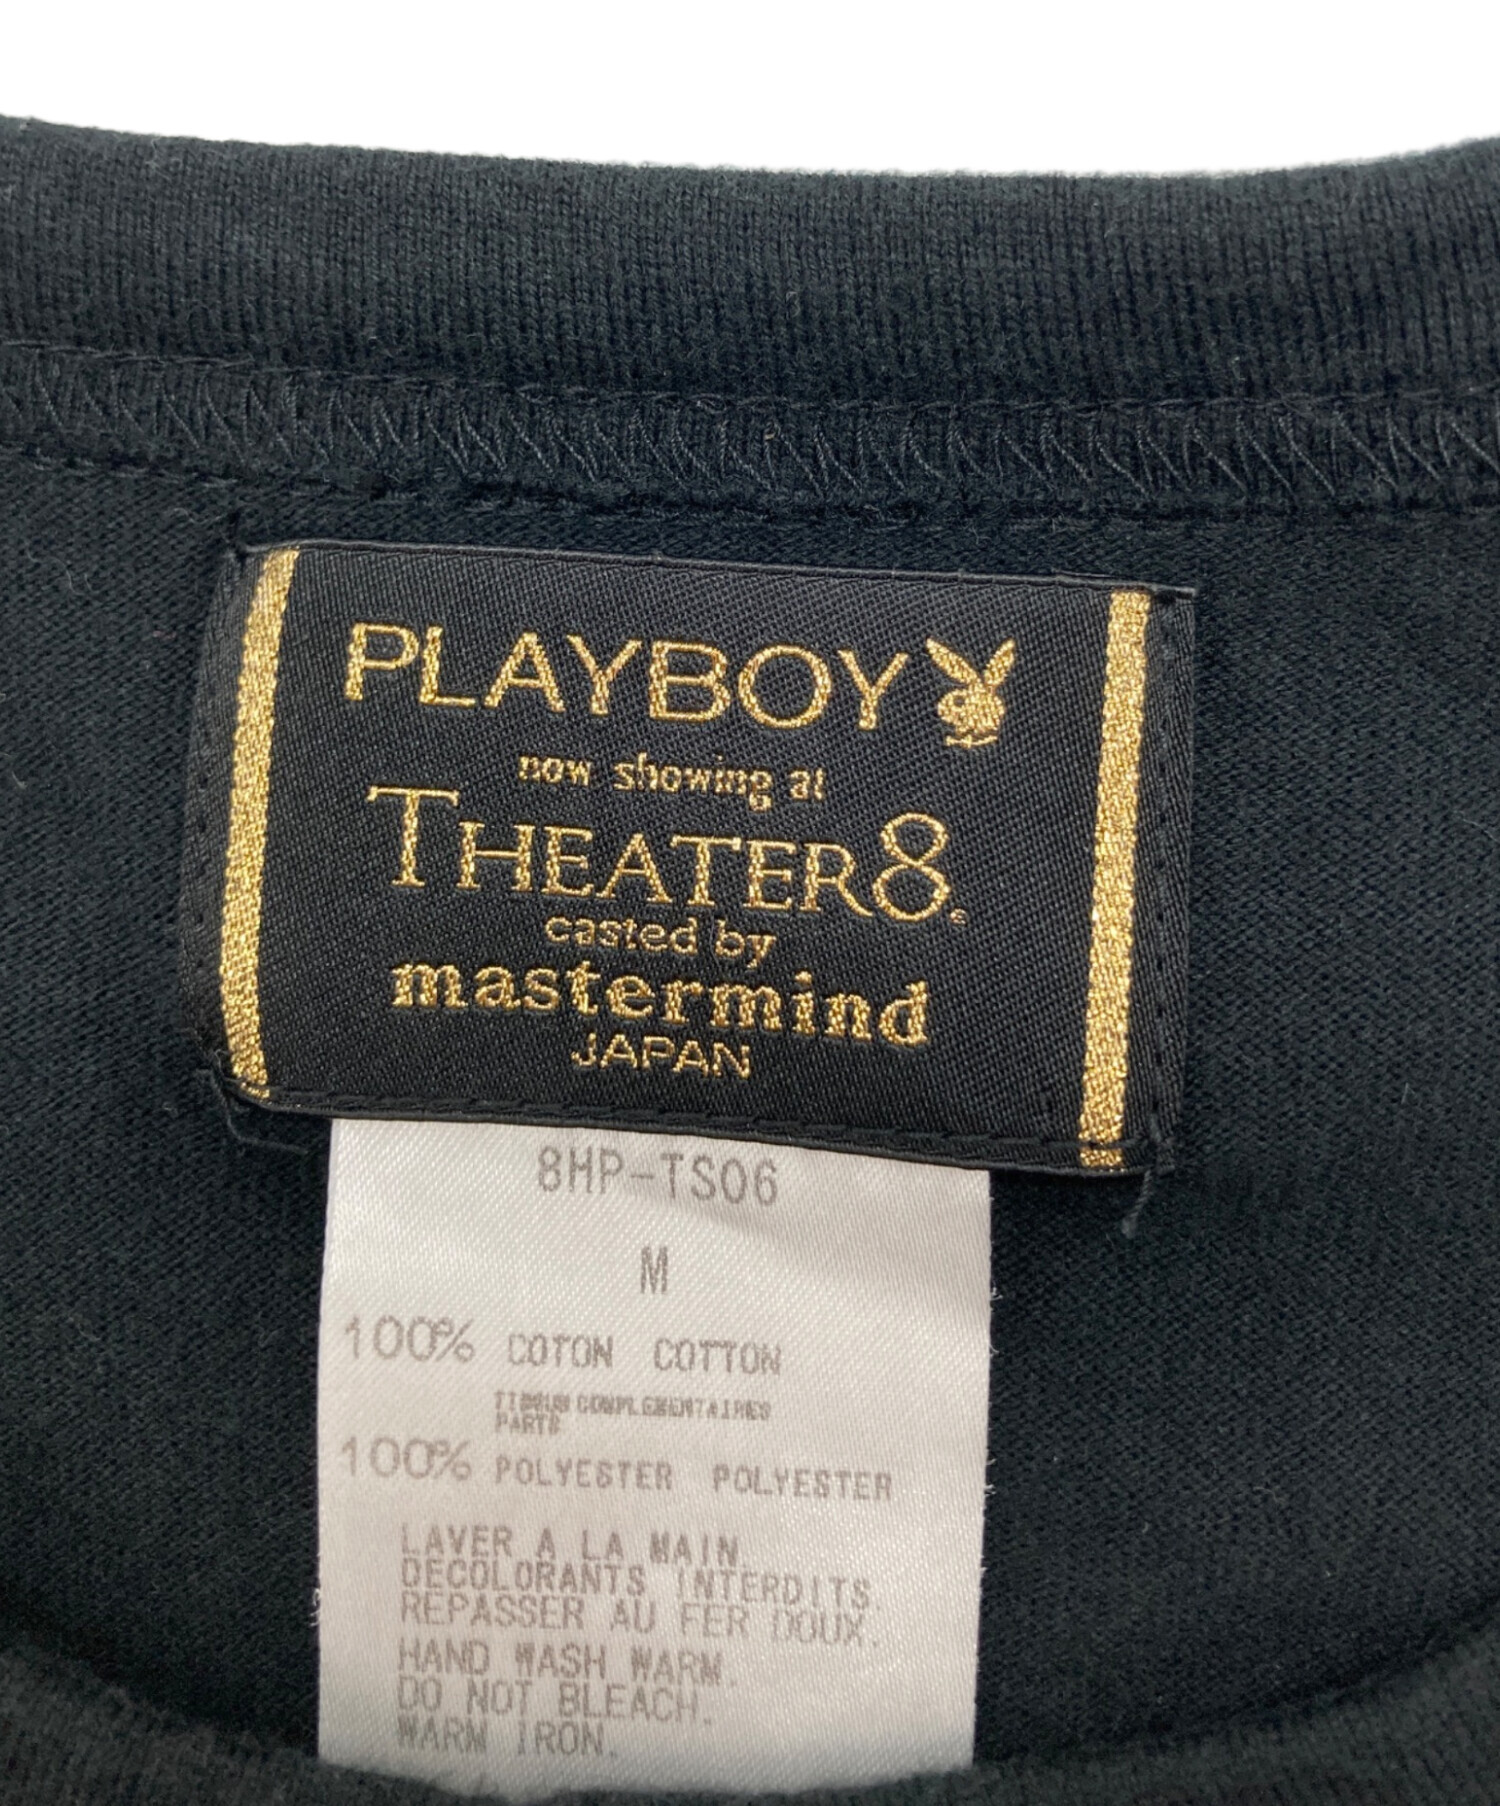 PLAYBOY
now showing at
THEATER8.
casted by
mastermind
JAPAN
8HP-TS06
M
100% COTON COTTON
TISSUS COMPLEMENTAIRES
PARTS
100% POLYESTER POLYESTER
LAVER A LA MAIN.
DECOLORANTS INTERDITS.
REPASSER AU FER DOUX.
HAND WASH WARM.
DO NOT BLEACH.
WARM IRON.